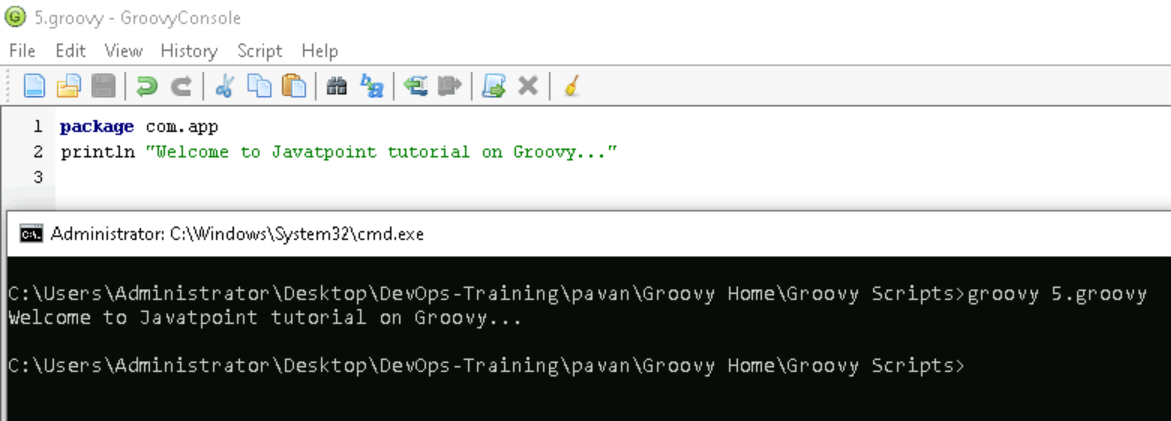 5.groovy - GroovyConsole
File Edit View History Script Help
1 package com.app
2 println "Welcome to Javatpoint tutorial on Groovy..."
3
Administrator: C:\Windows\System32\cmd.exe
C:\Users\Administrator\Desktop\DevOps-Training\pavan\Groovy Home\Groovy Scripts>groovy 5.groovy
Welcome to Javatpoint tutorial on Groovy...
C:\Users\Administrator\Desktop\DevOps-Training\pavan\Groovy Home\Groovy Scripts>